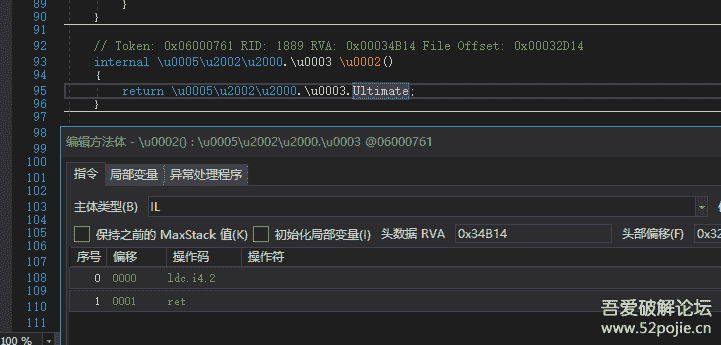 89
}
90
}
91
92
// Token: 0x06000761 RID: 1889 RVA: 0x00034B14 File Offset: 0x00032D14
93
internal \u0005\u2002\u2000.\u0003 \u0002()
94
{
95
return \u0005\u2002\u2000.\u0003.Ultimate;
96
}
97
98
编辑方法体 - \u0002() : \u0005\u2002\u2000.\u0003 @06000761
99
100
指令 局部变量 异常处理程序
101
102
103
主体类型(B) IL
104
105
保持之前的 MaxStack 值(K) 初始化局部变量(I) 头数据 RVA 0x34B14 头部偏移(F) 0x32
106
序号 偏移 操作码 操作符
107
108
0 0000 ldc.i4.2
109
110
1 0001 ret
111
100 %
吾爱破解论坛
www.52pojie.cn